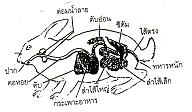 ต่อมน้ำลาย
ตับอ่อน
ซีกัม
ไส้ตรง
ปาก
ทวารหนัก
คอหอย
ตับ
ลำไส้ใหญ่
ลำไส้เล็ก
กระเพาะอาหาร